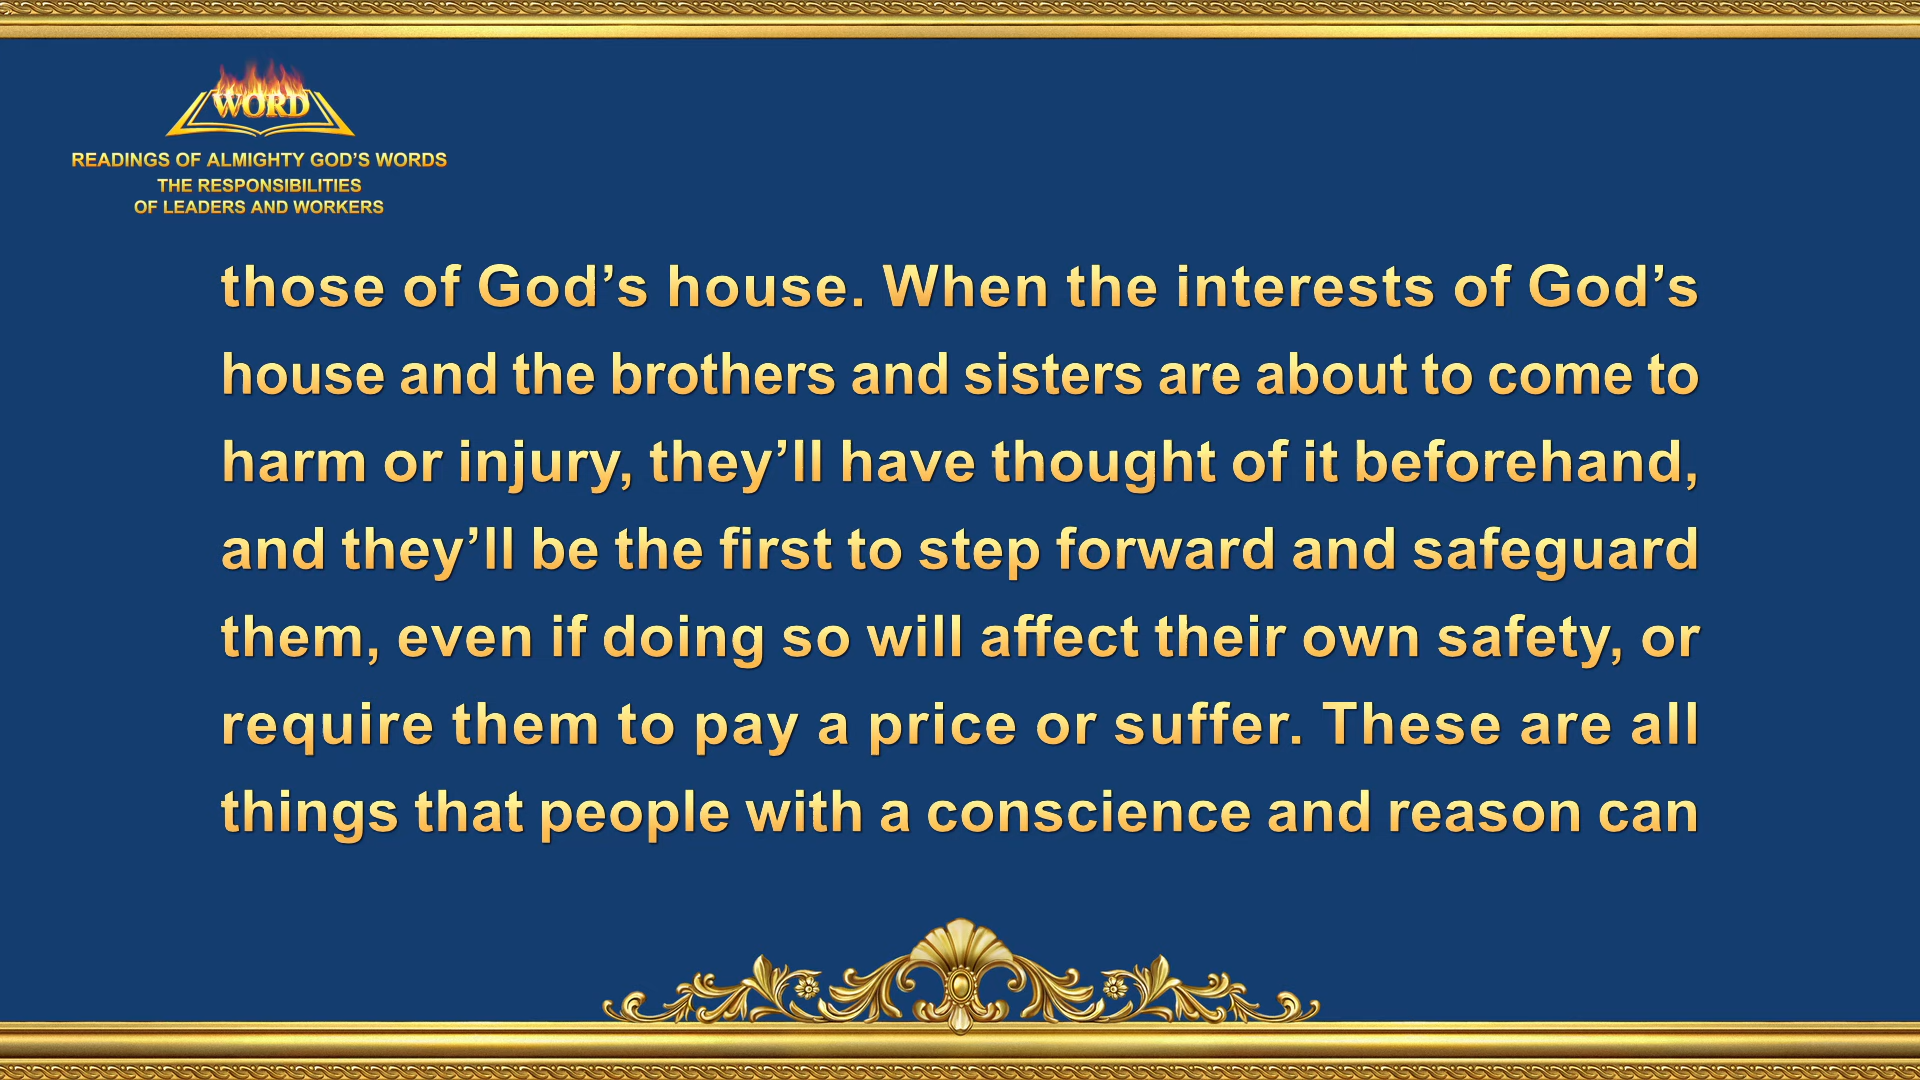 WORD
READINGS OF ALMIGHTY GOD’S WORDS
THE RESPONSIBILITIES
OF LEADERS AND WORKERS
those of God’s house. When the interests of God’s
house and the brothers and sisters are about to come to
harm or injury, they’ll have thought of it beforehand,
and they’ll be the first to step forward and safeguard
them, even if doing so will affect their own safety, or
require them to pay a price or suffer. These are all
things that people with a conscience and reason can